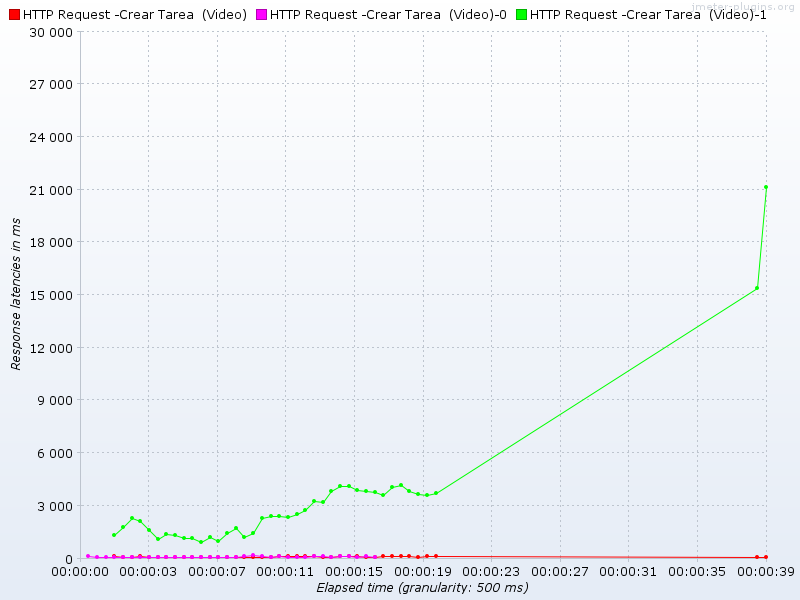 jmeter-plugins.org
HTTP Request -Crear Tarea (Video) HTTP Request -Crear Tarea (Video)-0 HTTP Request -Crear Tarea (Video)-1
30 000
27 000
24 000
21 000
18 000
15 000
12 000
9 000
6 000
3 000
0
Response latencies in ms
00:00:00 00:00:03 00:00:07 00:00:11 00:00:15 00:00:19 00:00:23 00:00:27 00:00:31 00:00:35 00:00:39
Elapsed time (granularity: 500 ms)